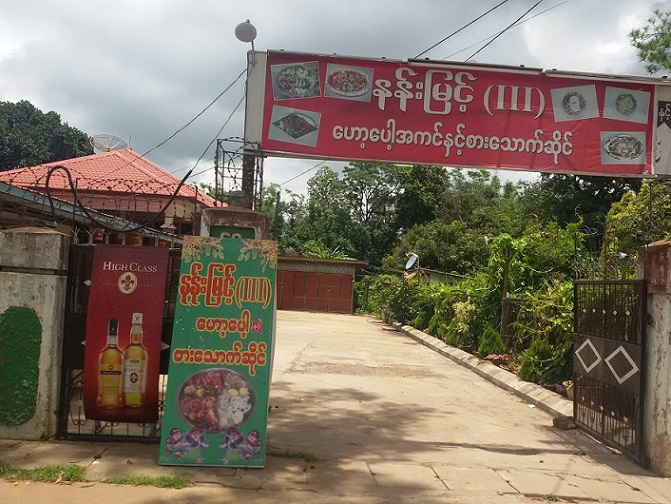 နန်းမြင့် (III)
ဟော့ပေါ့အကင်နှင့်စားသောက်ဆိုင်
HIGH CLASS
နန်းမြင့် (III)
ဟော့ပေါ့
စားသောက်ဆိုင်